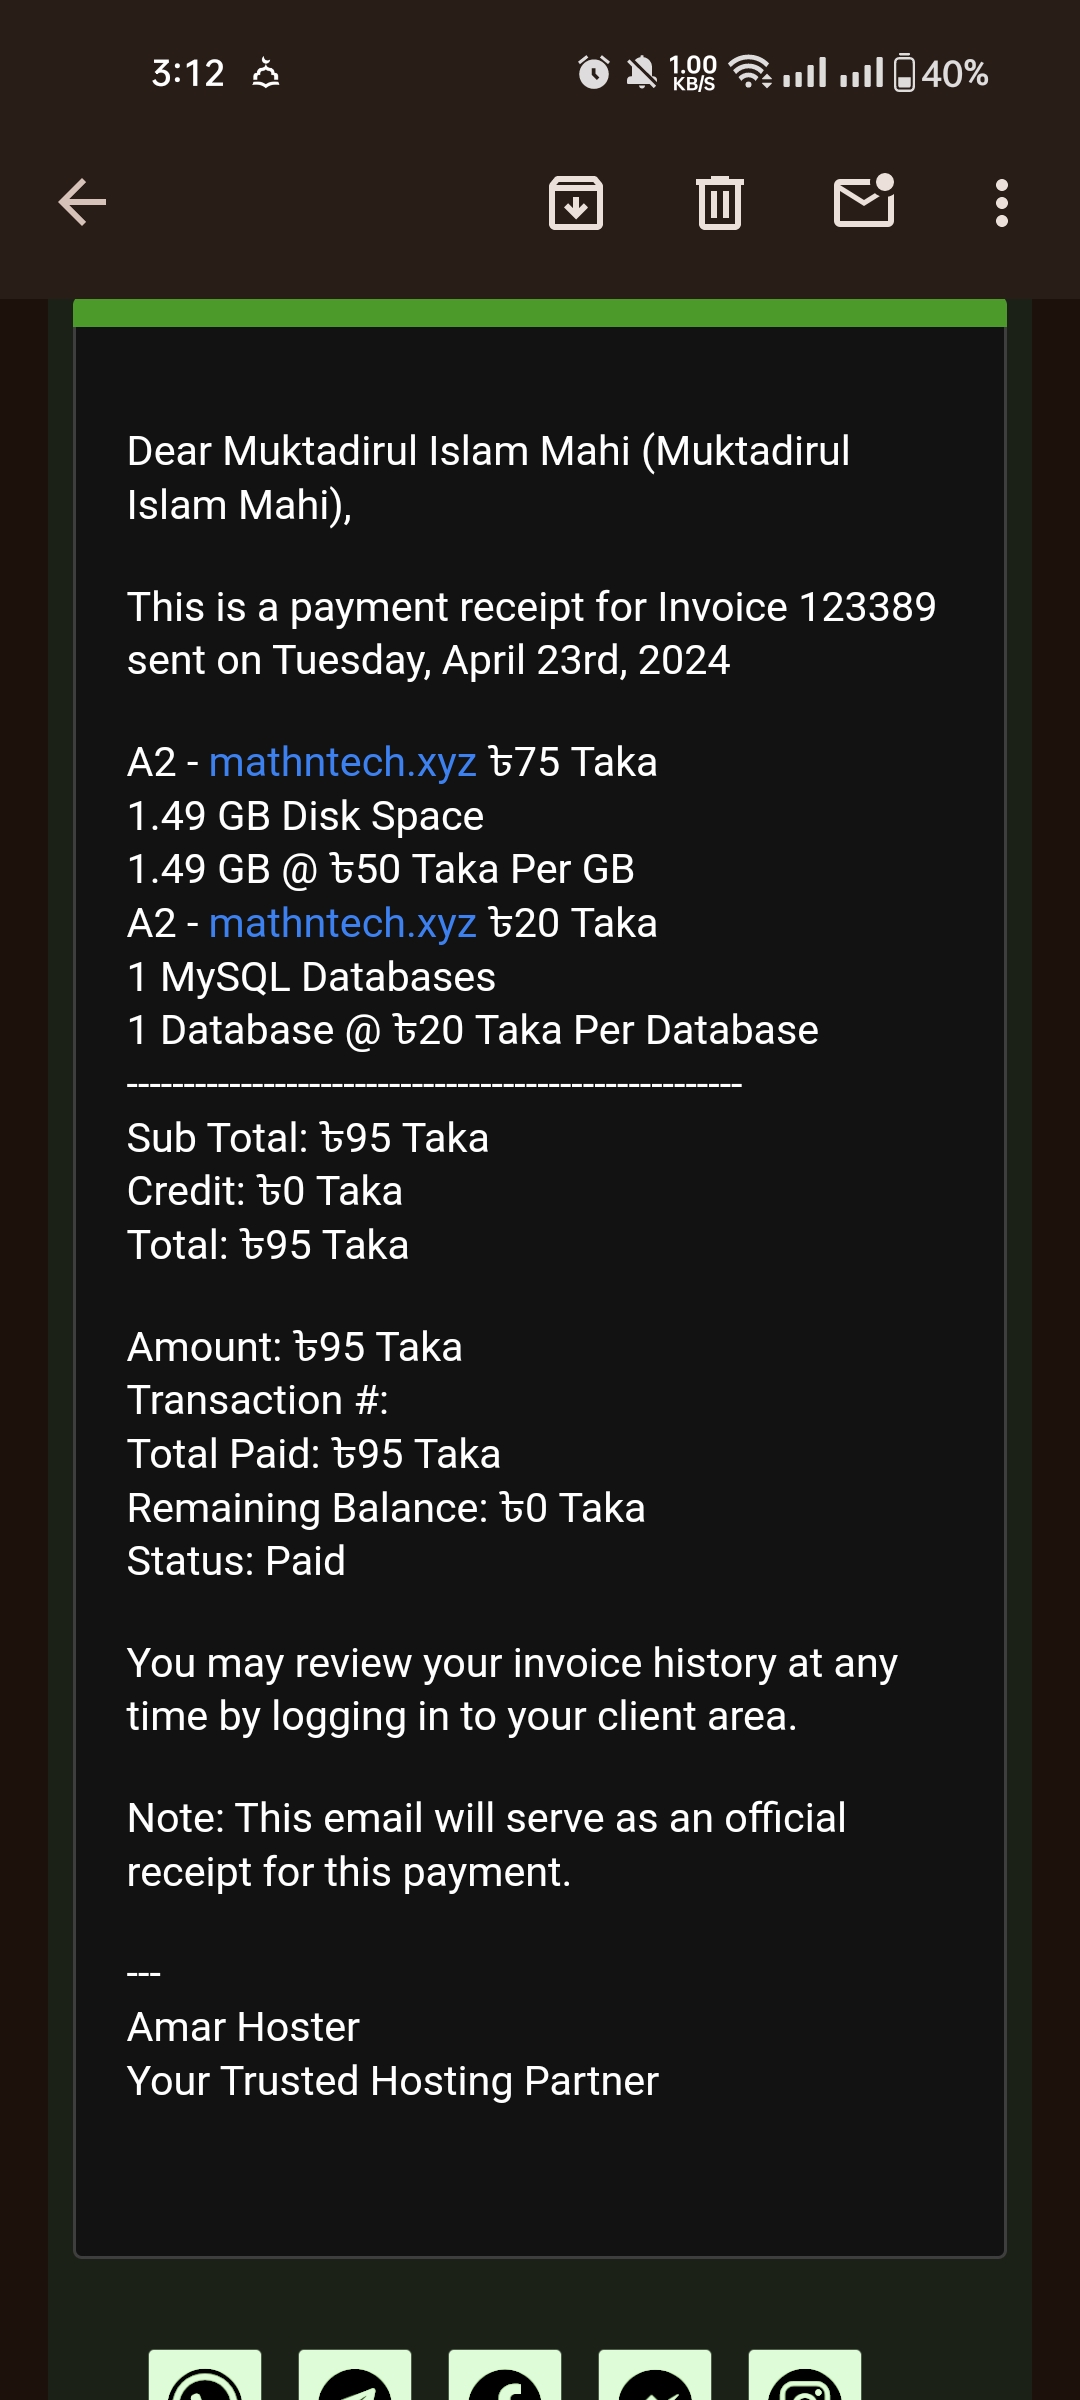 3:12
1.00
KB/S
40%
Dear Muktadirul Islam Mahi (Muktadirul
Islam Mahi),
This is a payment receipt for Invoice 123389
sent on Tuesday, April 23rd, 2024
A2 - mathntech.xyz ৳75 Taka
1.49 GB Disk Space
1.49 GB @ ৳50 Taka Per GB
A2 - mathntech.xyz ৳20 Taka
1 MySQL Databases
1 Database @ ৳20 Taka Per Database
------------------------------------------------------
Sub Total: ৳95 Taka
Credit: ৳0 Taka
Total: ৳95 Taka
Amount: ৳95 Taka
Transaction #:
Total Paid: ৳95 Taka
Remaining Balance: ৳0 Taka
Status: Paid
You may review your invoice history at any
time by logging in to your client area.
Note: This email will serve as an official
receipt for this payment.
---
Amar Hoster
Your Trusted Hosting Partner